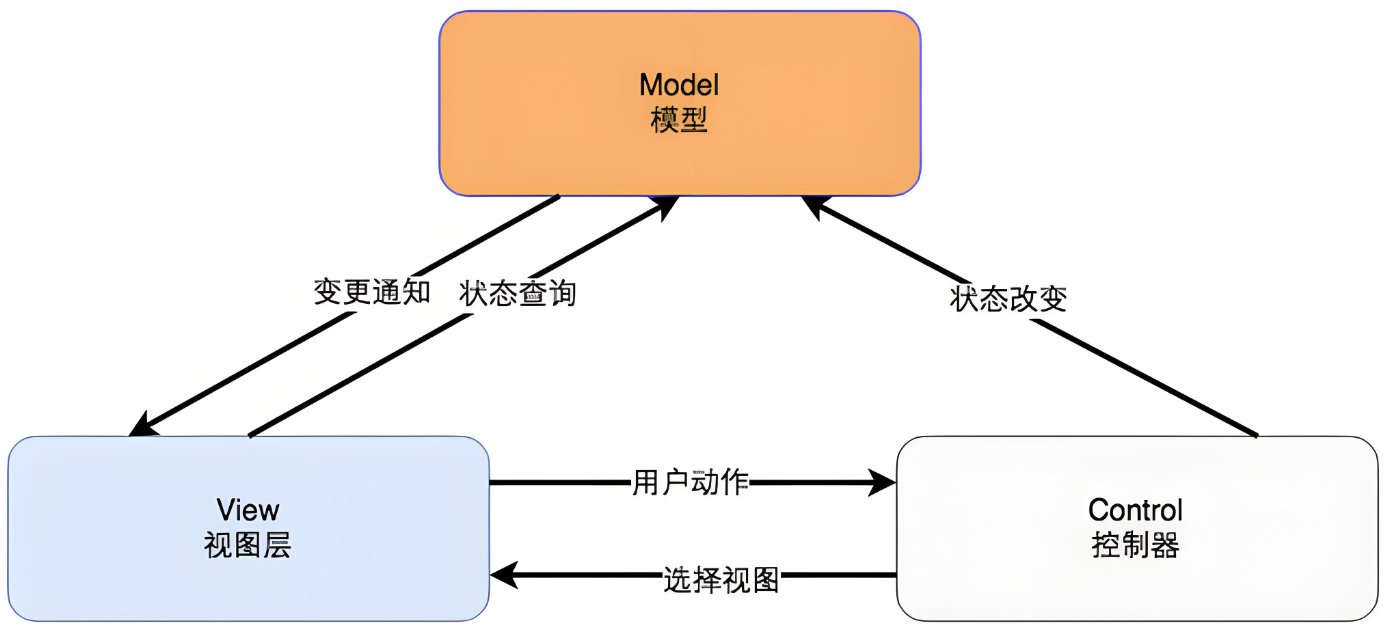 Model
模型
变更通知
状态查询
状态改变
用户动作
View
视图层
Control
控制器
选择视图